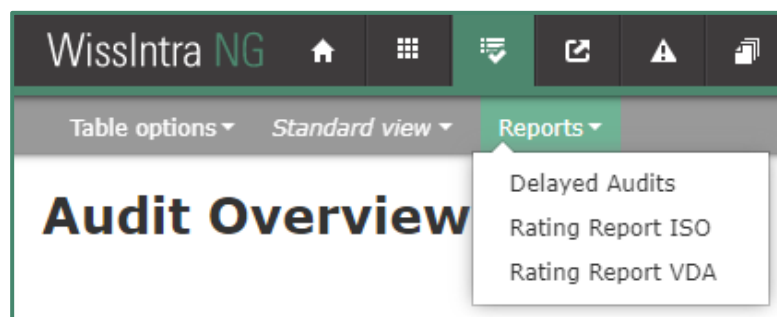 WissIntra NG
Table options Standard view Reports
Delayed Audits
Audit Overview
Rating Report ISO
Rating Report VDA